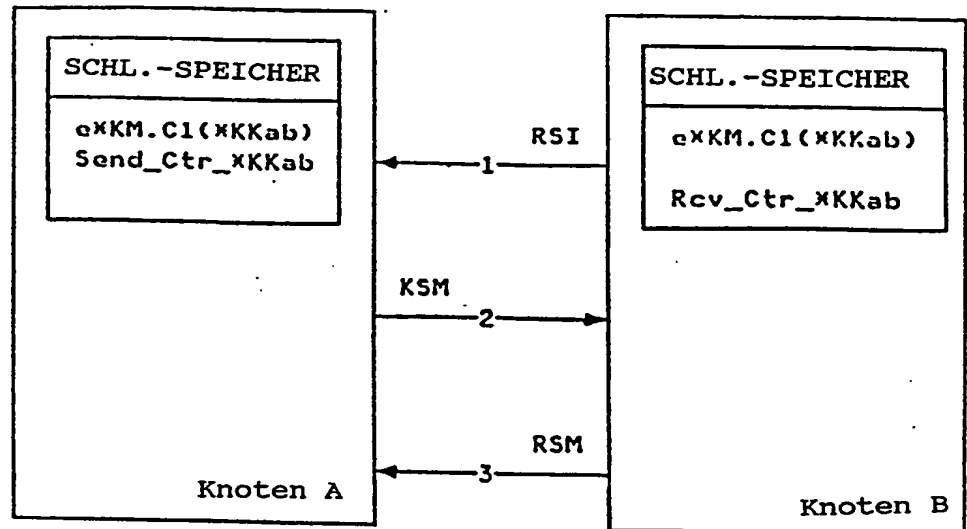 SCHL.-SPEICHER
e*KM.C1(*KKab)
Send_Ctr_*KKab
RSI
1
KSM
2
RSM
3
Knoten A
SCHL.-SPEICHER
e*KM.C1(*KKab)
Rcv_Ctr_*KKab
Knoten B